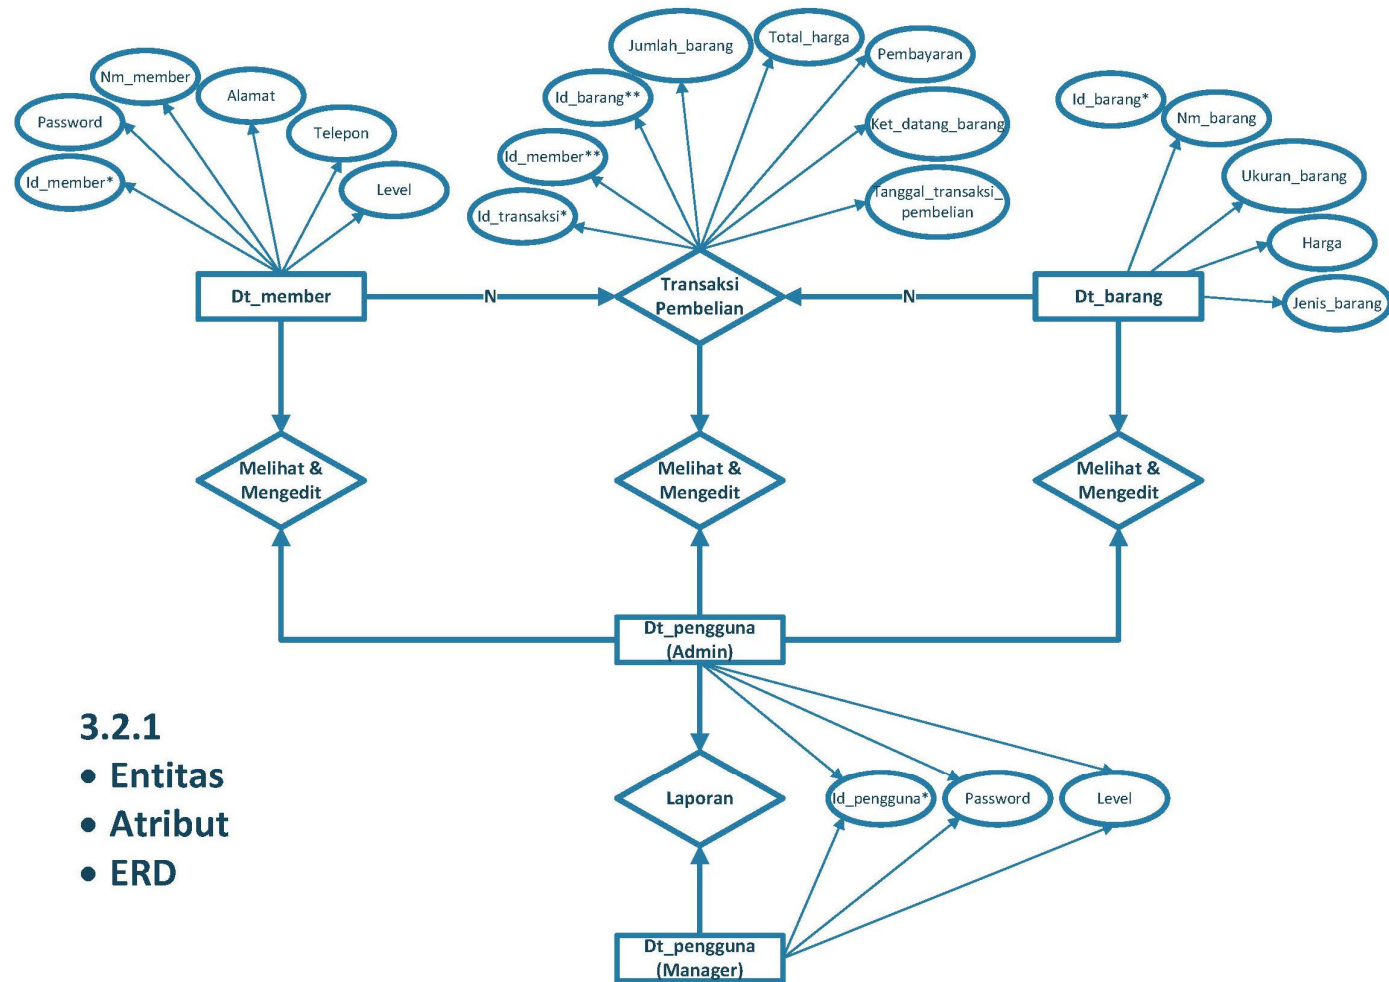 Nm_member
Alamat
Password
Telepon
Id_member*
Level
Jumlah_barang
Total_harga
Pembayaran
Id_barang**
Ket_datang_barang
Id_member**
Tanggal_transaksi_
pembelian
Id_transaksi*
Id_barang*
Nm_barang
Ukuran_barang
Harga
Jenis_barang
Dt_member
N
Transaksi
Pembelian
N
Dt_barang
Melihat &
Mengedit
Melihat &
Mengedit
Melihat &
Mengedit
Dt_pengguna
(Admin)
3.2.1
• Entitas
• Atribut
• ERD
Laporan
Id_pengguna*
Password
Level
Dt_pengguna
(Manager)